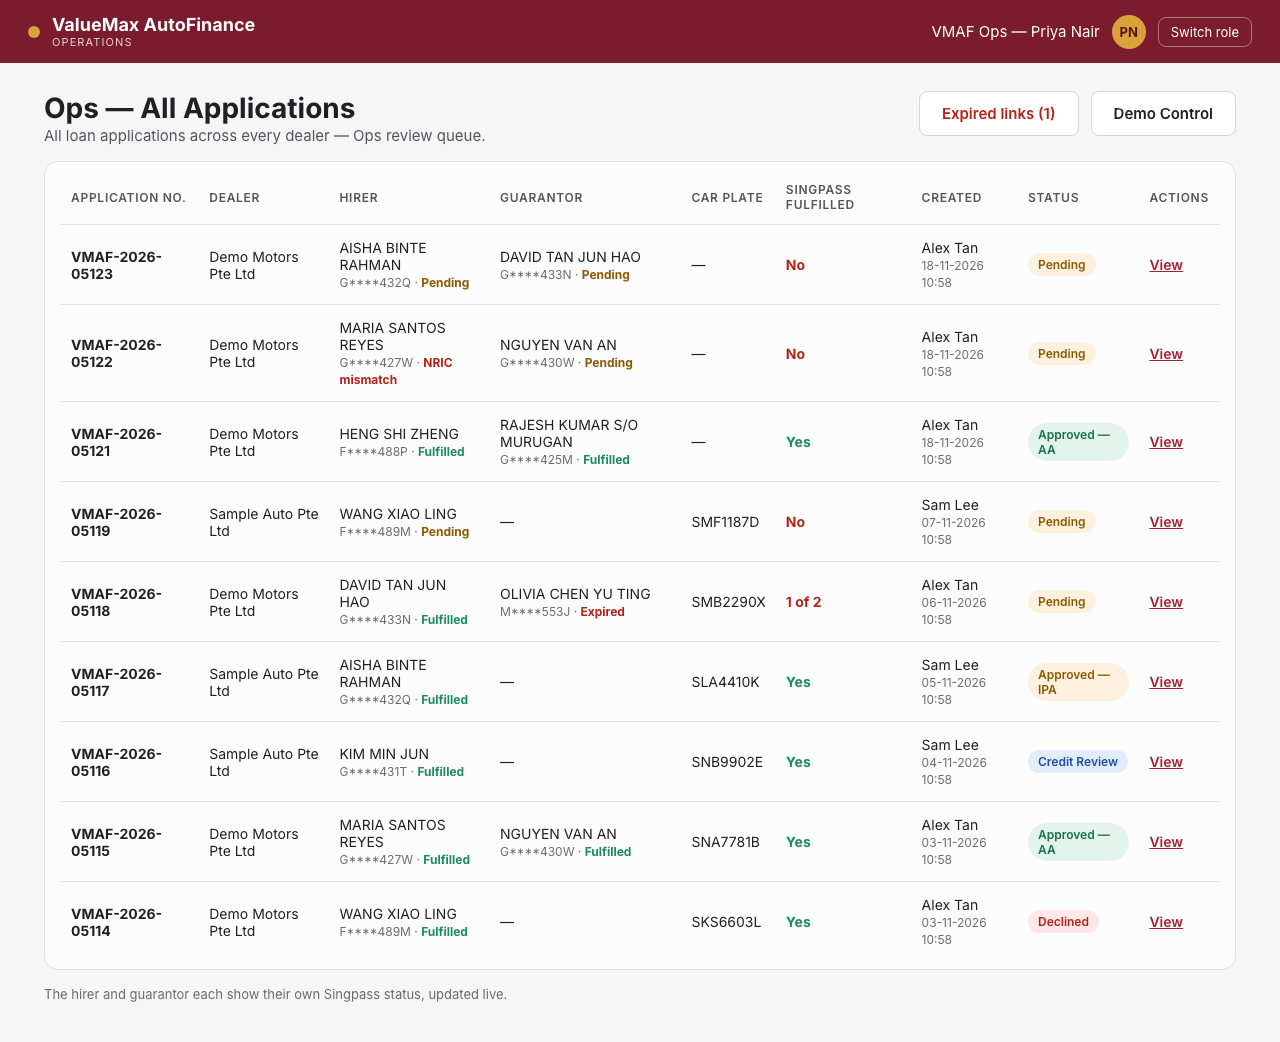 ValueMax AutoFinance
OPERATIONS
VMAF Ops — Priya Nair
PN
Switch role
Ops — All Applications
All loan applications across every dealer — Ops review queue.
Expired links (1)
Demo Control
APPLICATION NO.
DEALER
HIRER
GUARANTOR
CAR PLATE
SINGPASS
FULFILLED
CREATED
STATUS
ACTIONS
VMAF-2026-
05123
Demo Motors
Pte Ltd
AISHA BINTE
RAHMAN
G****432Q · Pending
DAVID TAN JUN HAO
G****433N · Pending
—
No
Alex Tan
18-11-2026
10:58
Pending
View
VMAF-2026-
05122
Demo Motors
Pte Ltd
MARIA SANTOS
REYES
G****427W · NRIC
mismatch
NGUYEN VAN AN
G****430W · Pending
—
No
Alex Tan
18-11-2026
10:58
Pending
View
VMAF-2026-
05121
Demo Motors
Pte Ltd
HENG SHI ZHENG
F****488P · Fulfilled
RAJESH KUMAR S/O
MURUGAN
G****425M · Fulfilled
—
Yes
Alex Tan
18-11-2026
10:58
Approved —
AA
View
VMAF-2026-
05119
Sample Auto Pte
Ltd
WANG XIAO LING
F****489M · Pending
—
SMF1187D
No
Sam Lee
07-11-2026
10:58
Pending
View
VMAF-2026-
05118
Demo Motors
Pte Ltd
DAVID TAN JUN
HAO
G****433N · Fulfilled
OLIVIA CHEN YU TING
M****553J · Expired
SMB2290X
1 of 2
Alex Tan
06-11-2026
10:58
Pending
View
VMAF-2026-
05117
Sample Auto Pte
Ltd
AISHA BINTE
RAHMAN
G****432Q · Fulfilled
—
SLA4410K
Yes
Sam Lee
05-11-2026
10:58
Approved —
IPA
View
VMAF-2026-
05116
Sample Auto Pte
Ltd
KIM MIN JUN
G****431T · Fulfilled
—
SNB9902E
Yes
Sam Lee
04-11-2026
10:58
Credit Review
View
VMAF-2026-
05115
Demo Motors
Pte Ltd
MARIA SANTOS
REYES
G****427W · Fulfilled
NGUYEN VAN AN
G****430W · Fulfilled
SNA7781B
Yes
Alex Tan
03-11-2026
10:58
Approved —
AA
View
VMAF-2026-
05114
Demo Motors
Pte Ltd
WANG XIAO LING
F****489M · Fulfilled
—
SKS6603L
Yes
Alex Tan
03-11-2026
10:58
Declined
View
The hirer and guarantor each show their own Singpass status, updated live.